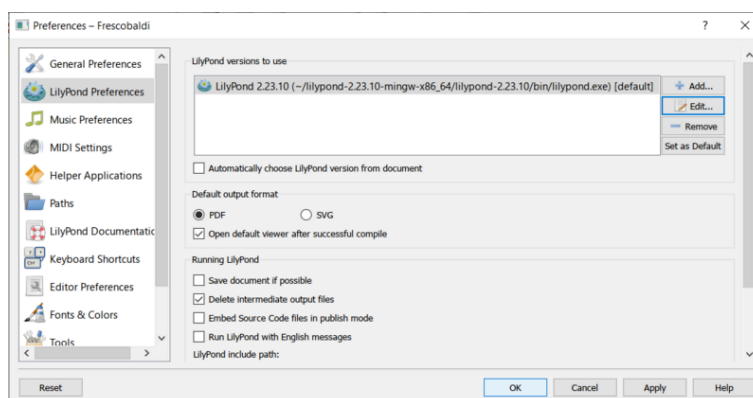 Preferences – Frescobaldi
?
General Preferences
LilyPond Preferences
Music Preferences
MIDI Settings
Helper Applications
Paths
LilyPond Documentatic
Keyboard Shortcuts
Editor Preferences
Fonts & Colors
Tools
LilyPond versions to use
LilyPond 2.23.10 (~/lilypond-2.23.10-mingw-x86_64/lilypond-2.23.10/bin/lilypond.exe) [default]
Add...
Edit...
Remove
Set as Default
Automatically choose LilyPond version from document
Default output format
PDF
SVG
Open default viewer after successful compile
Running LilyPond
Save document if possible
Delete intermediate output files
Embed Source Code files in publish mode
Run LilyPond with English messages
LilyPond include path:
Reset
OK
Cancel
Apply
Help